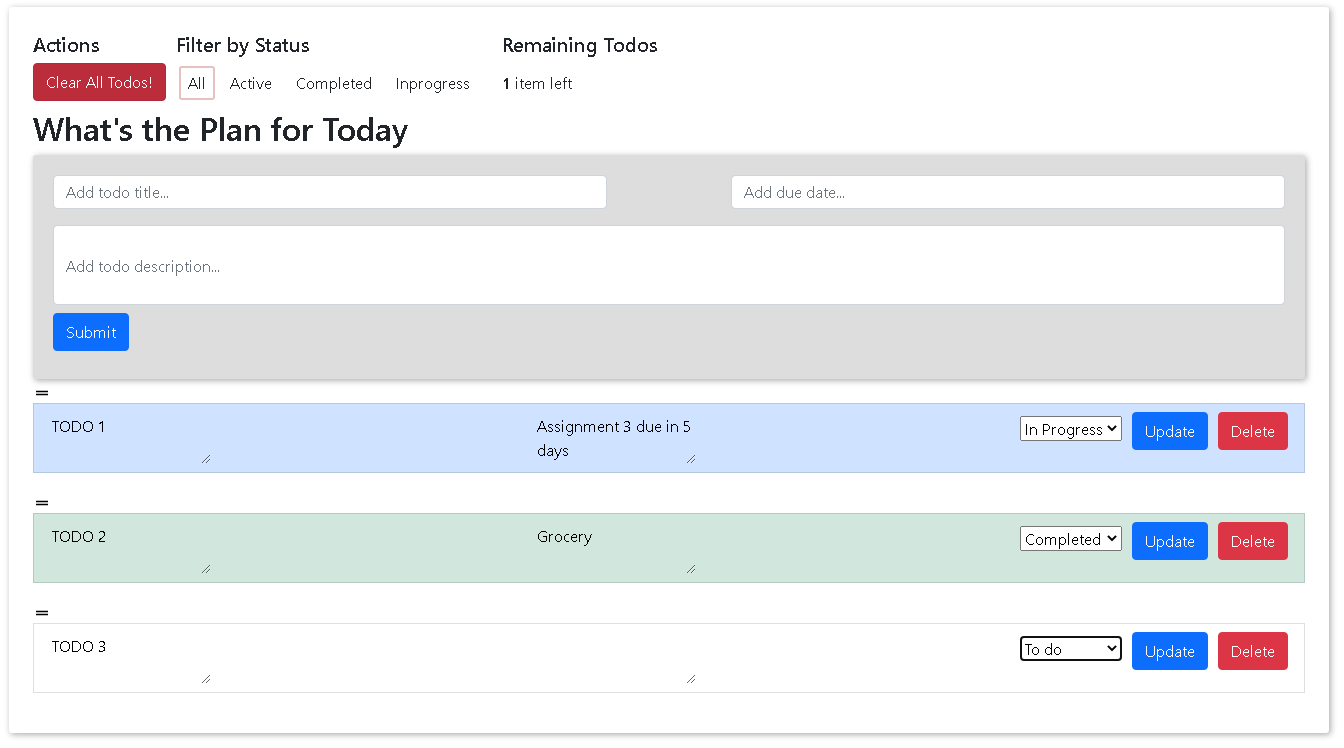 Actions
Filter by Status
Remaining Todos
Clear All Todos!
All
Active
Completed
Inprogress
1 item left
What's the Plan for Today
Add todo title...
Add due date...
Add todo description...
Submit
TODO 1
Assignment 3 due in 5
days
In Progress
Update
Delete
TODO 2
Grocery
Completed
Update
Delete
TODO 3
To do
Update
Delete